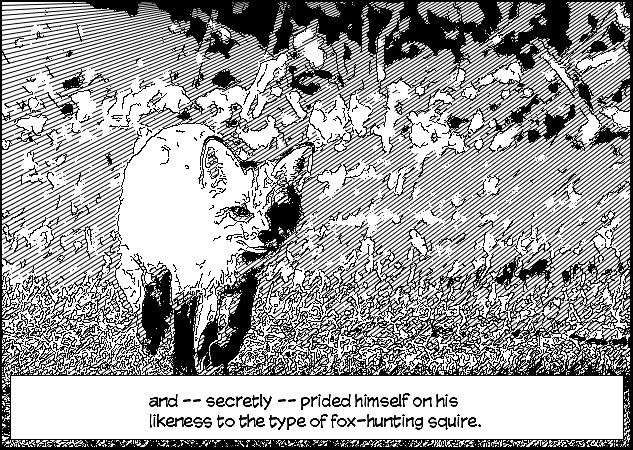 and -- secretly -- prided himself on his
likeness to the type of fox-hunting squire.